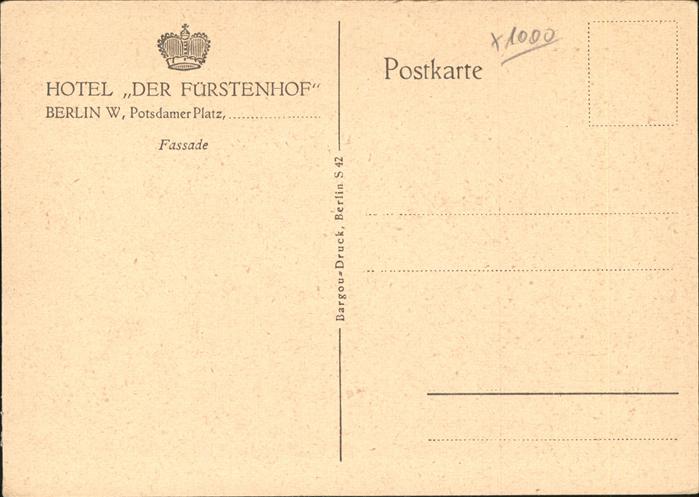 HOTEL „DER FÜRSTENHOF“
BERLIN W, Potsdamer Platz, ......................
Fassade
Bargou=Druck, Berlin S 42
Postkarte
x1000